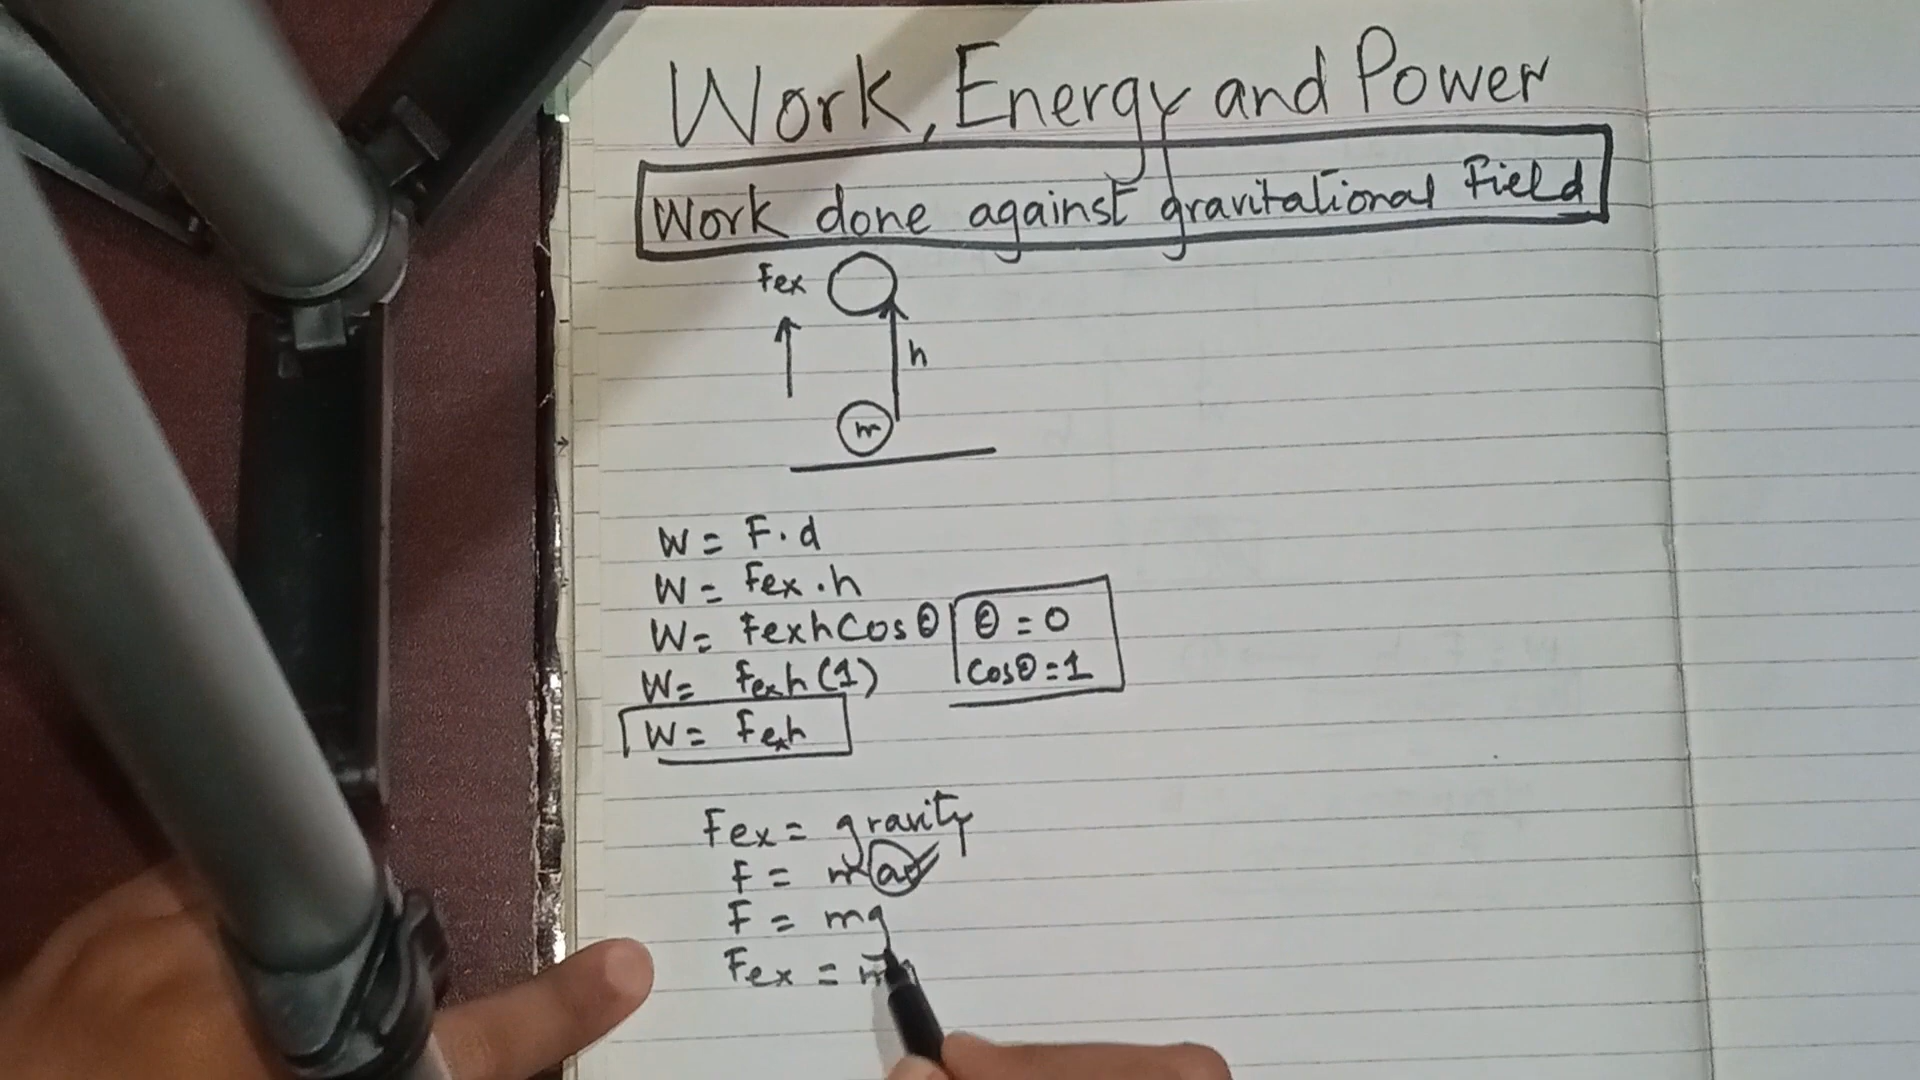 Work, Energy and Power
Work done against gravitational Field
Fex
h
m
W = F.d
W = Fex.h
W = FexhCosθ
θ = 0
W = Fexh(1)
Cosθ = 1
W = Fexh
Fex = gravity
F = ma
F = mg
Fex = m